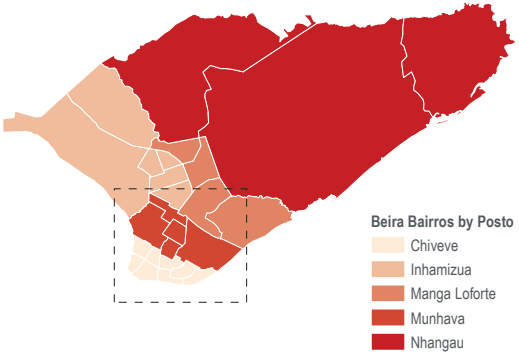 Beira Bairros by Posto
Chiveve
Inhamizua
Manga Loforte
Munhava
Nhangau